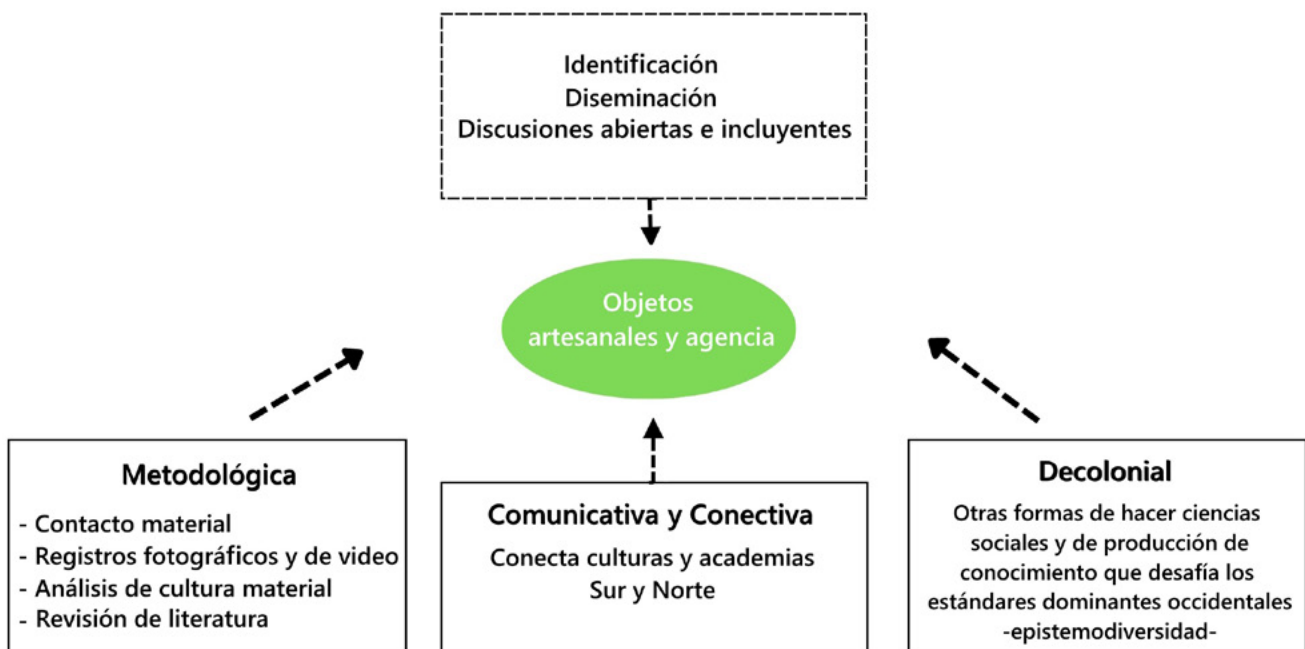 Identificación
Diseminación
Discusiones abiertas e incluyentes
Objetos
artesanales y agencia
Metodológica
- Contacto material
- Registros fotográficos y de video
- Análisis de cultura material
- Revisión de literatura
Comunicativa y Conectiva
Conecta culturas y academias
Sur y Norte
Decolonial
Otras formas de hacer ciencias
sociales y de producción de
conocimiento que desafía los
estándares dominantes occidentales
-epistemodiversidad-